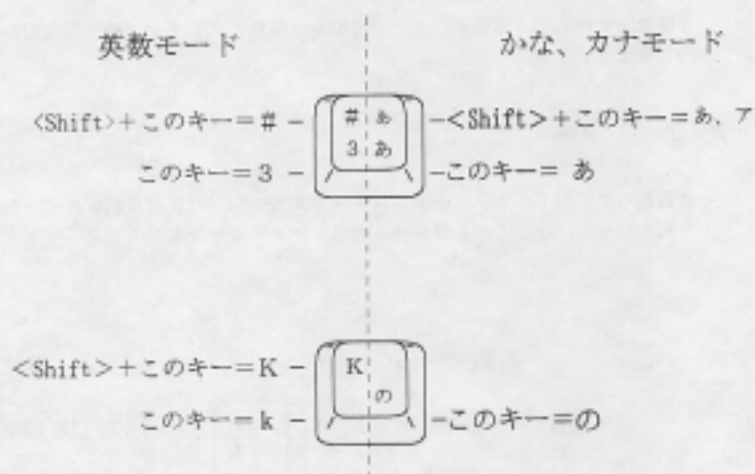 英数モード
かな、カナモード
<Shift>+このキー=#
# ぁ
<Shift>+このキー=ぁ, ァ
このキー=3
3 あ
このキー= あ
<Shift>+このキー=K
K
このキー=k
の
このキー=の